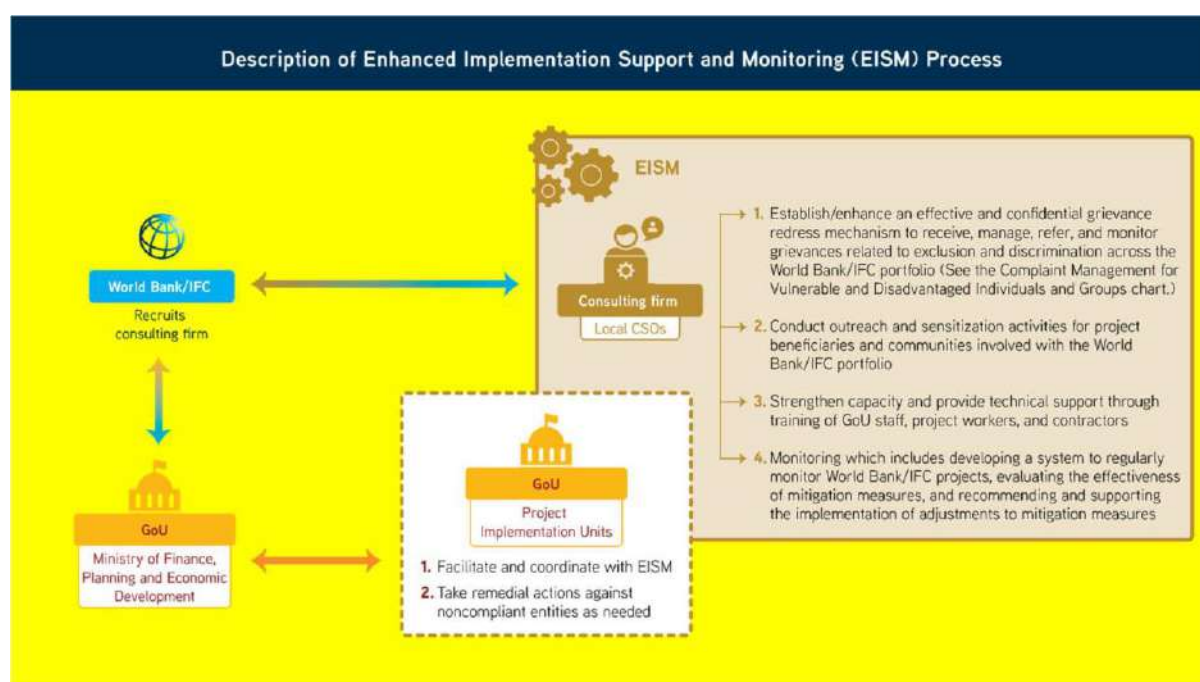 Description of Enhanced Implementation Support and Monitoring (EISM) Process
World Bank/IFC
Recruits
consulting firm
GoU
Ministry of Finance,
Planning and Economic
Development
EISM
Consulting firm
Local CSOs
1. Establish/enhance an effective and confidential grievance
redress mechanism to receive, manage, refer, and monitor
grievances related to exclusion and discrimination across the
World Bank/IFC portfolio (See the Complaint Management for
Vulnerable and Disadvantaged Individuals and Groups chart.)
2. Conduct outreach and sensitization activities for project
beneficiaries and communities involved with the World
Bank/IFC portfolio
3. Strengthen capacity and provide technical support through
training of GoU staff, project workers, and contractors
4. Monitoring which includes developing a system to regularly
monitor World Bank/IFC projects, evaluating the effectiveness
of mitigation measures, and recommending and supporting
the implementation of adjustments to mitigation measures
GoU
Project
Implementation Units
1. Facilitate and coordinate with EISM
2. Take remedial actions against
noncompliant entities as needed